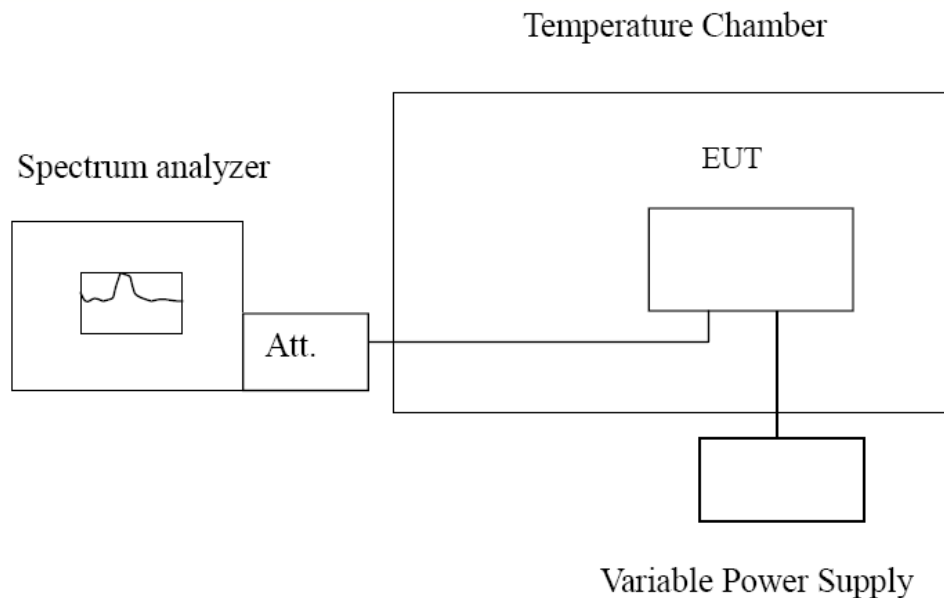 Temperature Chamber
Spectrum analyzer
EUT
Att.
Variable Power Supply